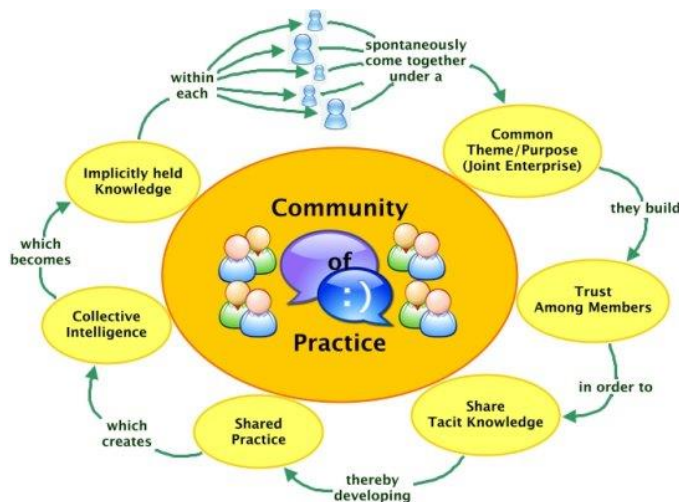 within
each
spontaneously
come together
under a
Common
Theme/Purpose
(Joint Enterprise)
they build
Trust
Among Members
in order to
Share
Tacit Knowledge
thereby
developing
Shared
Practice
which
creates
Collective
Intelligence
which
becomes
Implicitly held
Knowledge
Community
of
:)
Practice